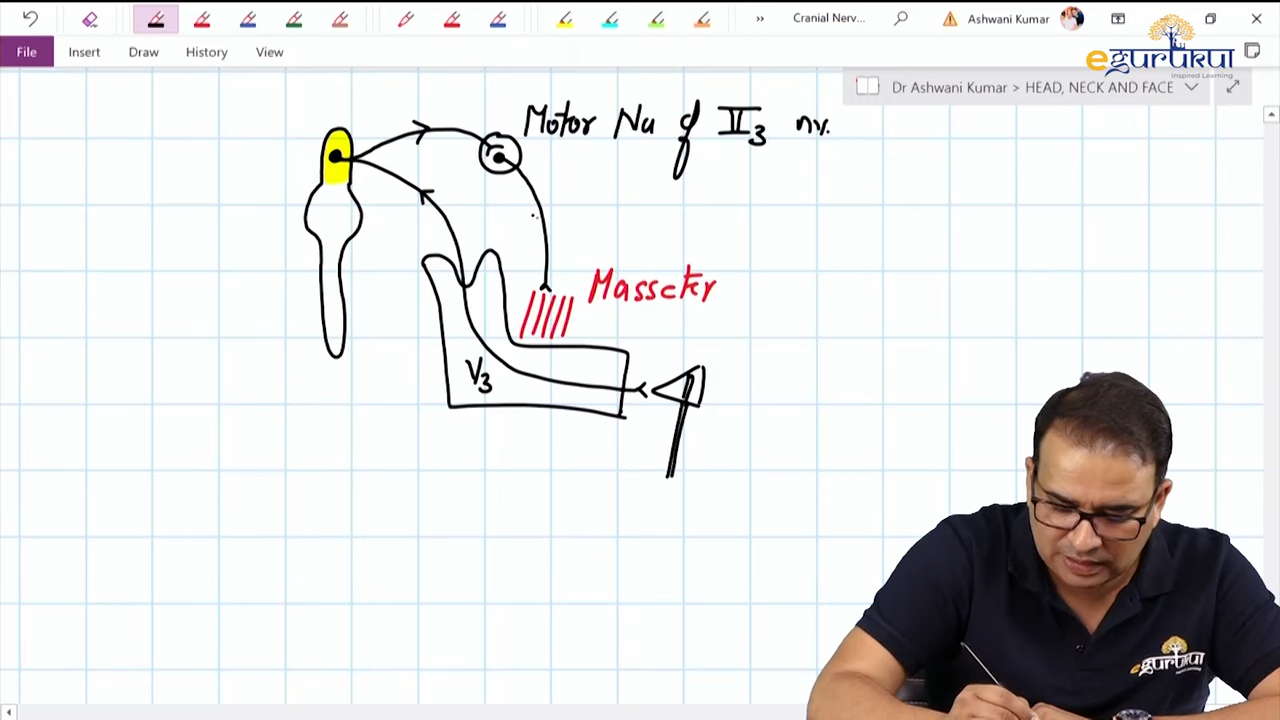 Cranial Nerv...
Ashwani Kumar
File
Insert
Draw
History
View
egurukul
Inspired Learning
Dr Ashwani Kumar > HEAD, NECK AND FACE
Motor Nu of V3 nv.
Masseter
V3
egurukul